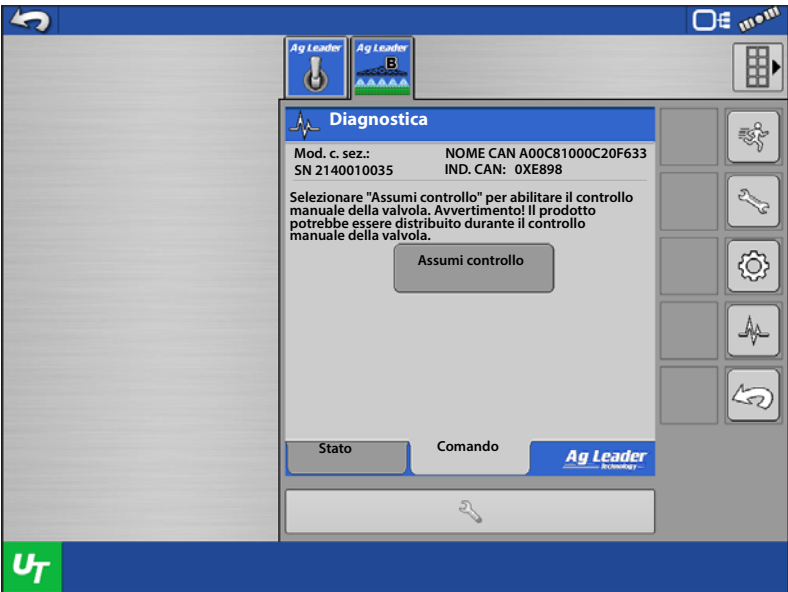 Ag Leader
Ag Leader
B
Diagnostica
Mod. c. sez.:
NOME CAN A00C81000C20F633
SN 2140010035
IND. CAN: 0XE898
Selezionare "Assumi controllo" per abilitare il controllo
manuale della valvola. Avvertimento! Il prodotto
potrebbe essere distribuito durante il controllo
manuale della valvola.
Assumi controllo
Stato
Comando
Ag Leader
Technology
UT